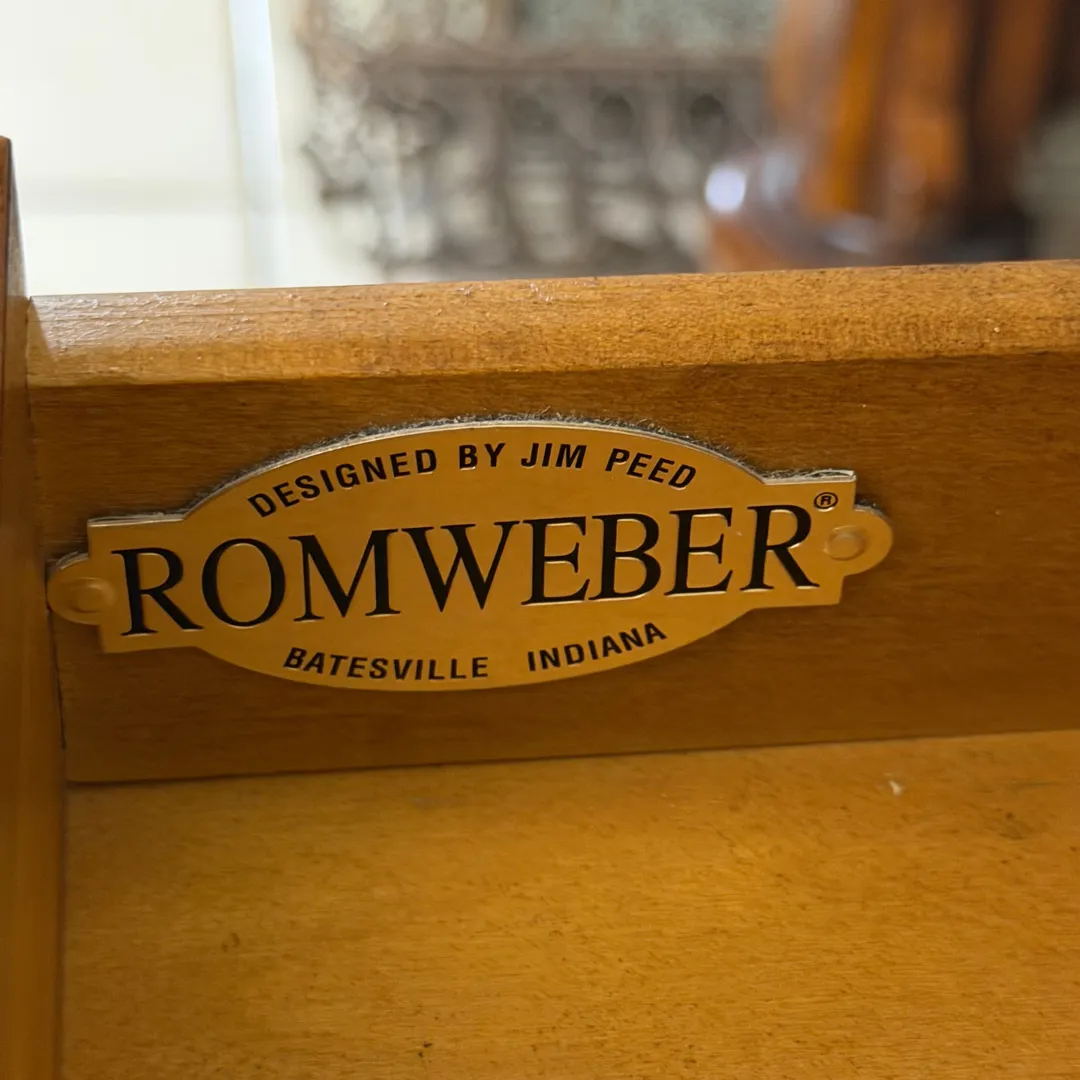 DESIGNED BY JIM PEED
ROMWEBER®
BATESVILLE INDIANA